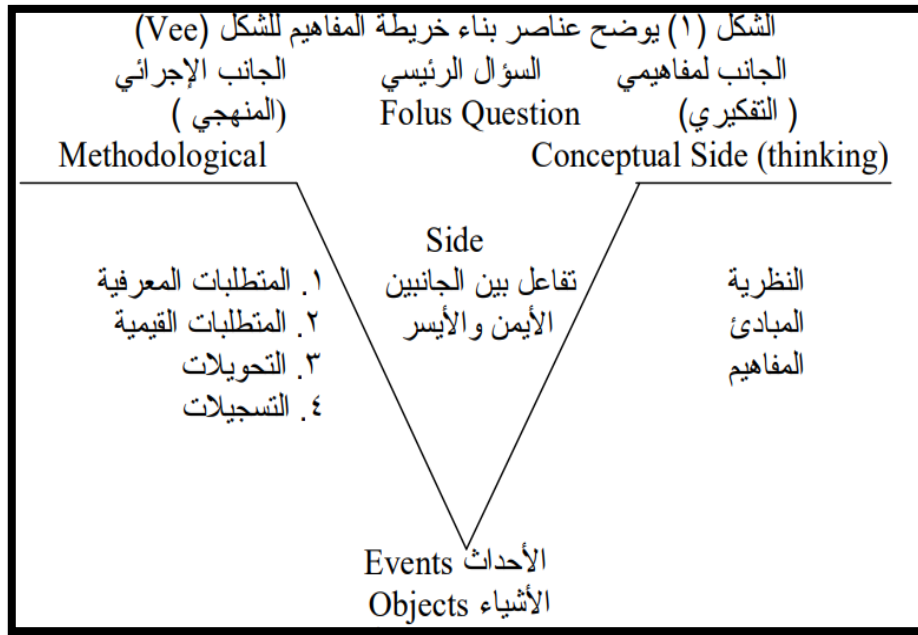 الشكل (١) يوضح عناصر بناء خريطة المفاهيم للشكل (Vee)
الجانب لمفاهيمي
( التفكيري)
Conceptual Side (thinking)
السؤال الرئيسي
Folus Question
الجانب الإجرائي
(المنهجي )
Methodological
Side
تفاعل بين الجانبين
الأيمن والأيسر
النظرية
المبادئ
المفاهيم
١. المتطلبات المعرفية
٢. المتطلبات القيمية
٣. التحويلات
٤. التسجيلات
الأحداث Events
الأشياء Objects